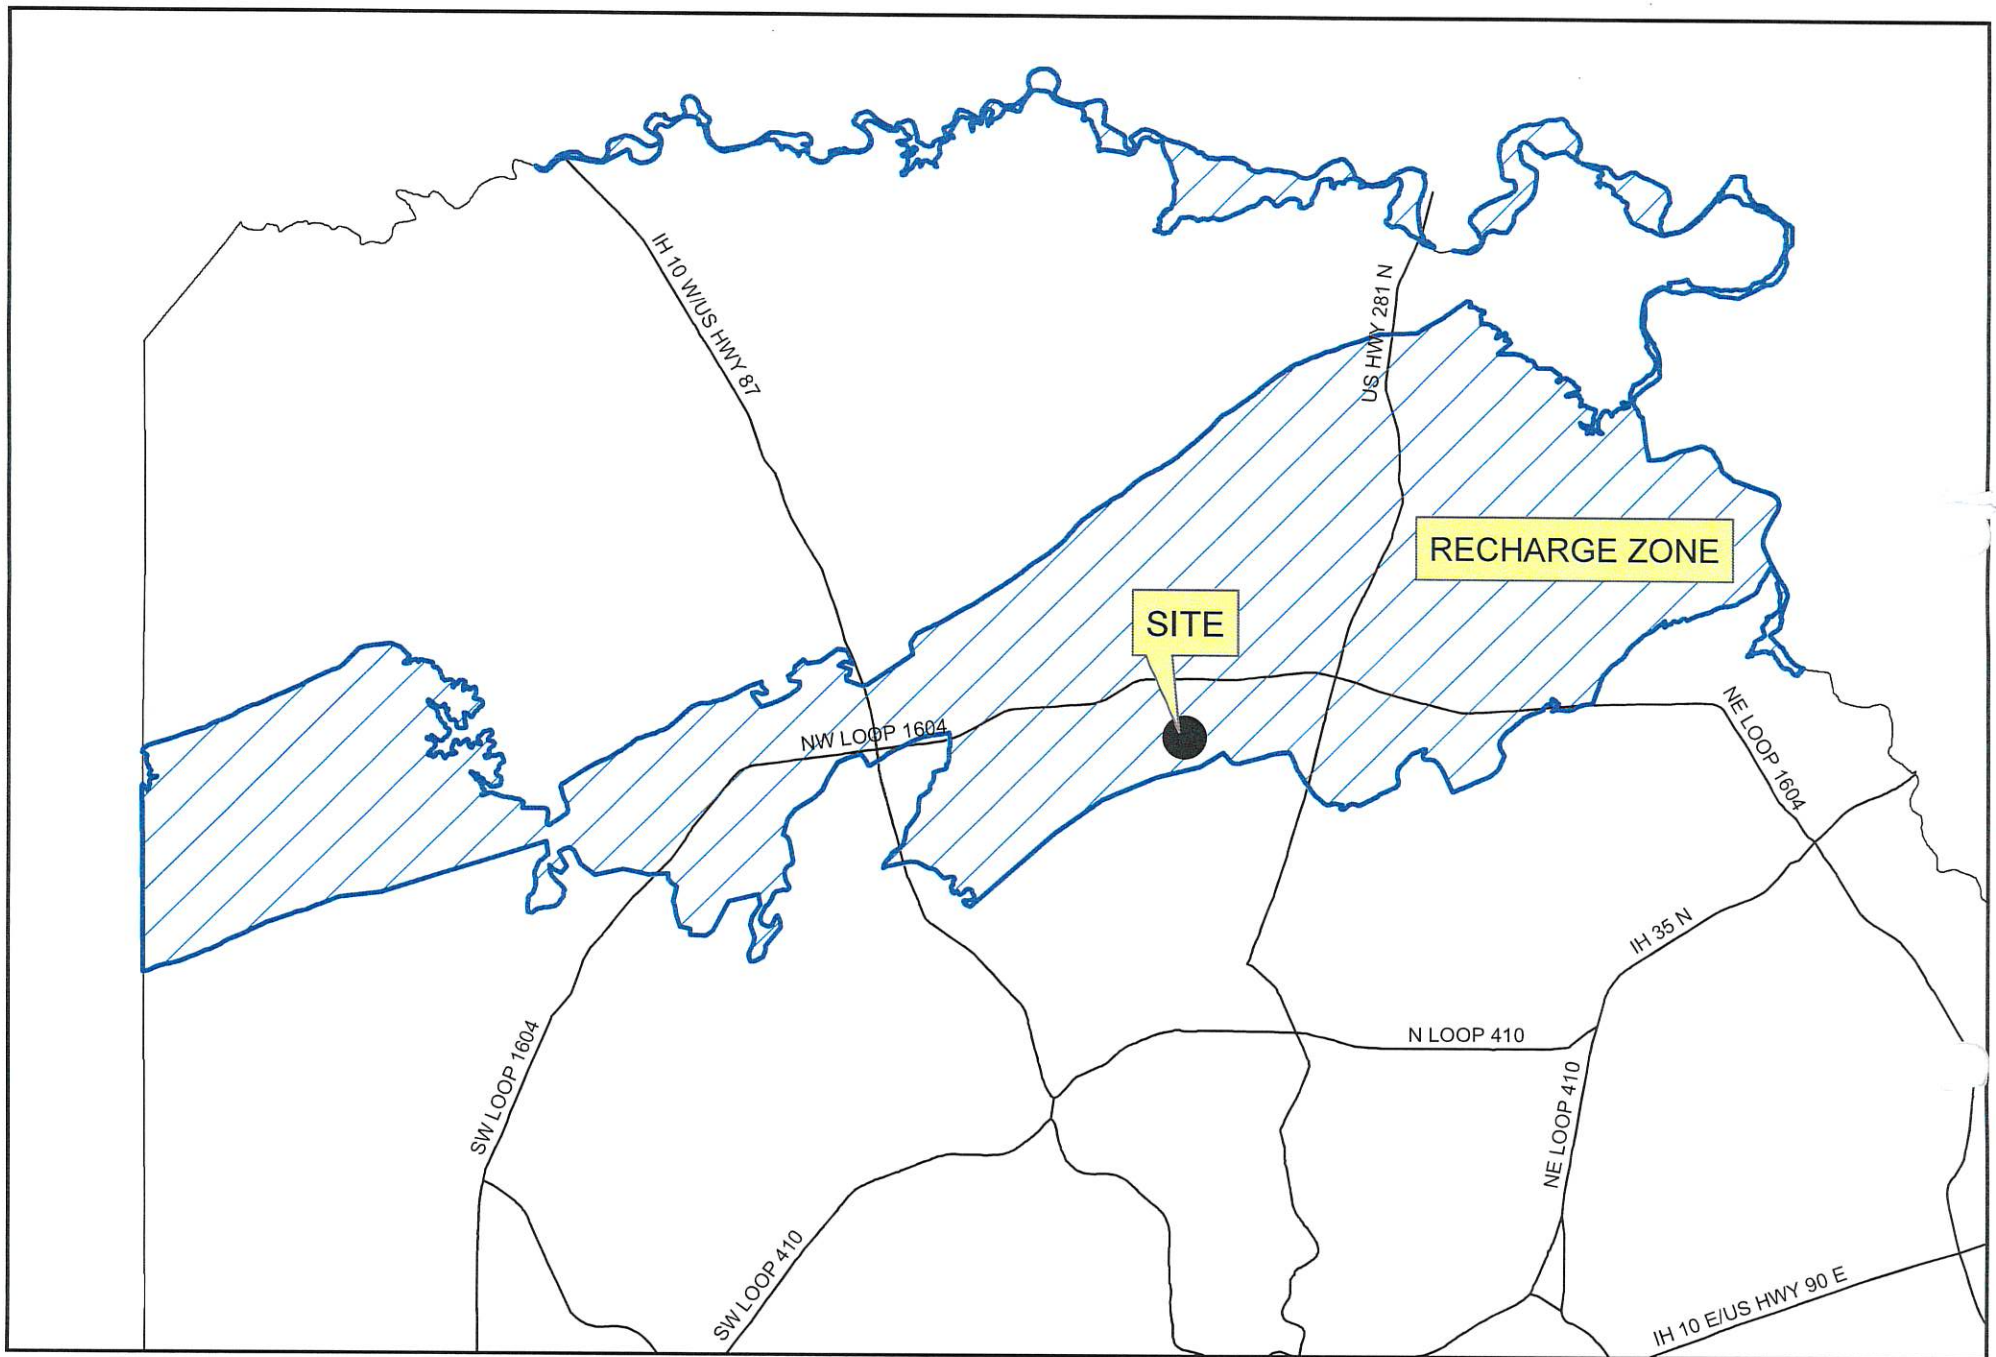 IH 10 W/US HWY 87
US HWY 281 N
RECHARGE ZONE
SITE
NW LOOP 1604
NE LOOP 1604
IH 35 N
N LOOP 410
SW LOOP 1604
NE LOOP 410
SW LOOP 410
IH 10 E/US HWY 90 E